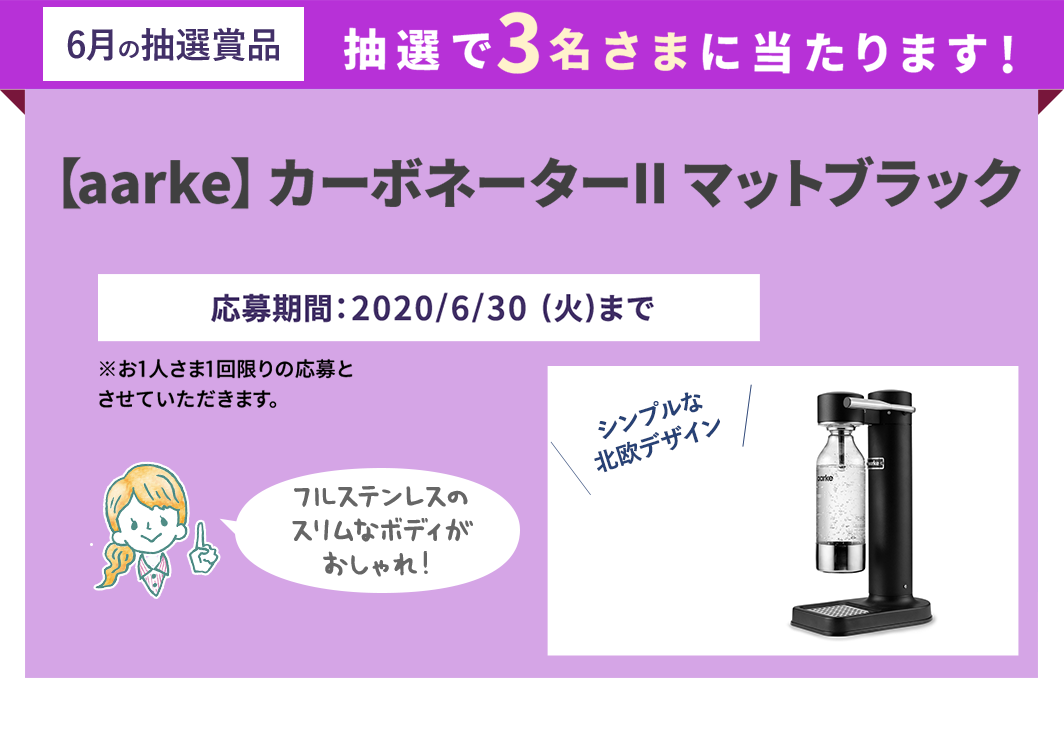 6月の抽選賞品
抽選で3名さまに当たります!
【aarke】カーボネーターII マットブラック
応募期間:2020/6/30 (火)まで
※お1人さま1回限りの応募と
させていただきます。
シンプルな
北欧デザイン
aarke
aarke
フルステンレスの
スリムなボディが
おしゃれ!